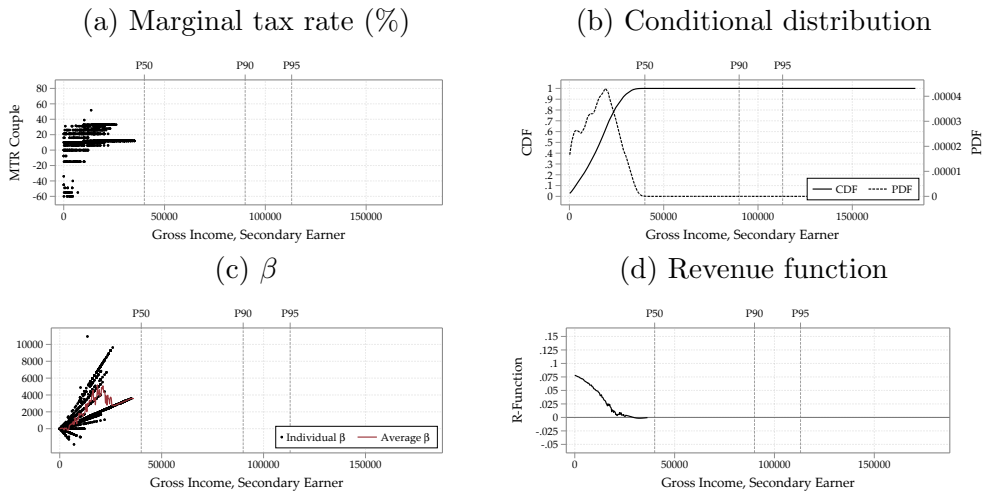 (a) Marginal tax rate (%)
P50 P90 P95
80
60
40
20
0
-20
-40
-60
MTR Couple
0 50000 100000 150000
Gross Income, Secondary Earner
(b) Conditional distribution
P50 P90 P95
1
.9
.8
.7
.6
.5
.4
.3
.2
.1
0
CDF
.00004
.00003
.00002
.00001
0
PDF
CDF PDF
0 50000 100000 150000
Gross Income, Secondary Earner
(c) β
P50 P90 P95
10000
8000
6000
4000
2000
0
Individual β Average β
0 50000 100000 150000
Gross Income, Secondary Earner
(d) Revenue function
P50 P90 P95
.15
.125
.1
.075
.05
.025
0
-.025
-.05
R-Function
0 50000 100000 150000
Gross Income, Secondary Earner